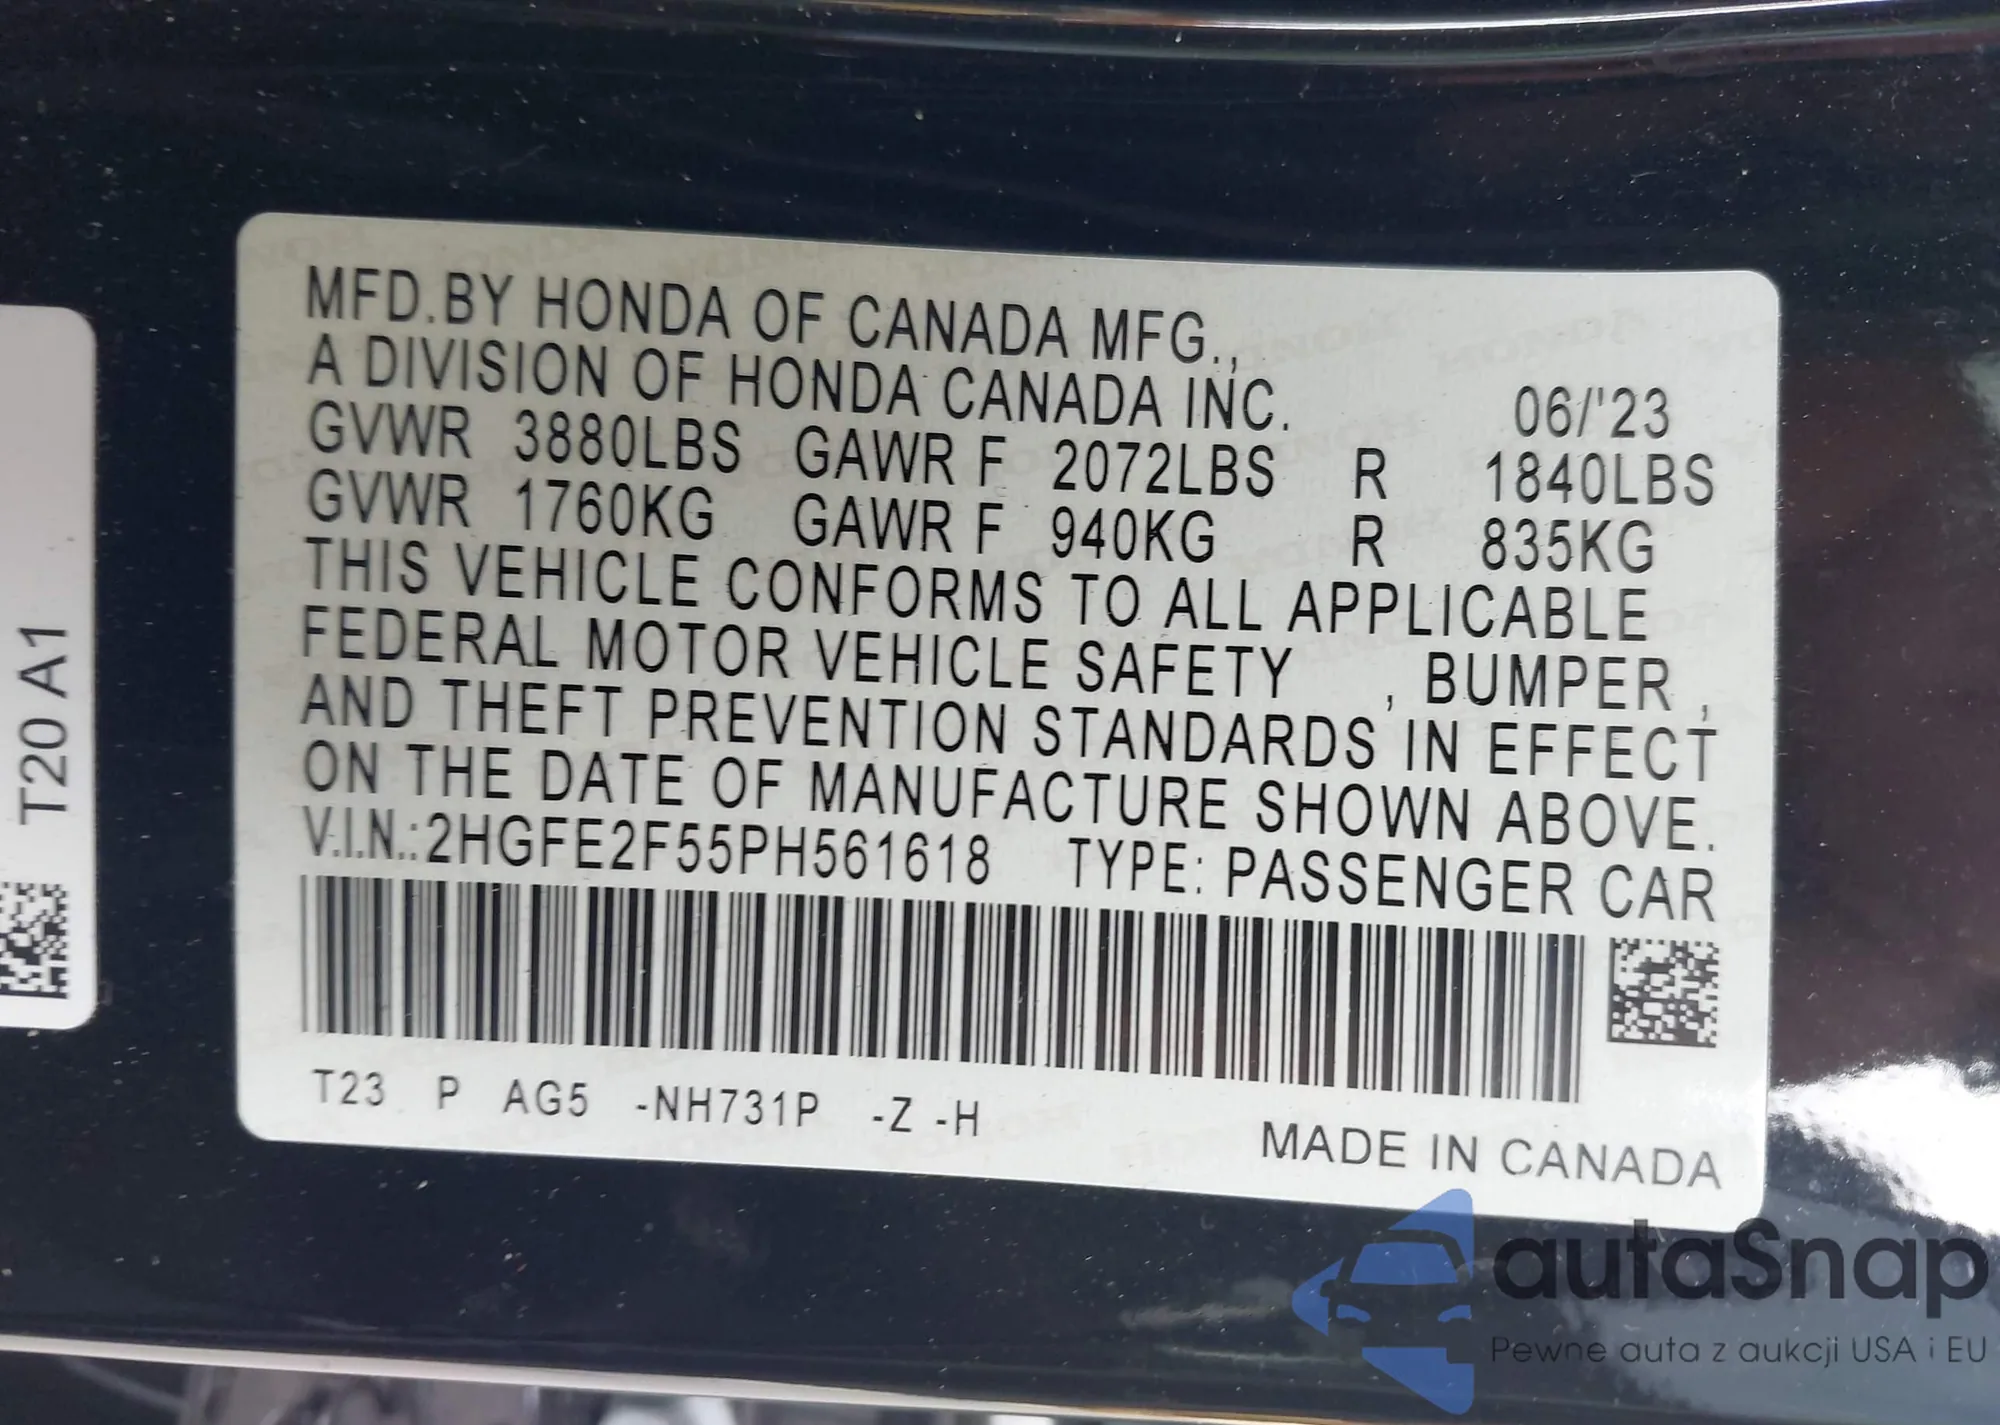 MFD.BY HONDA OF CANADA MFG.,
A DIVISION OF HONDA CANADA INC. 06/'23
GVWR 3880LBS GAWR F 2072LBS R 1840LBS
GVWR 1760KG GAWR F 940KG R 835KG
THIS VEHICLE CONFORMS TO ALL APPLICABLE
FEDERAL MOTOR VEHICLE SAFETY , BUMPER ,
AND THEFT PREVENTION STANDARDS IN EFFECT
ON THE DATE OF MANUFACTURE SHOWN ABOVE.
V.I.N.:2HGFE2F55PH561618 TYPE: PASSENGER CAR
T23 P AG5 -NH731P -Z -H
MADE IN CANADA
T20 A1
autaSnap
Pewne auta z aukcji USA i EU